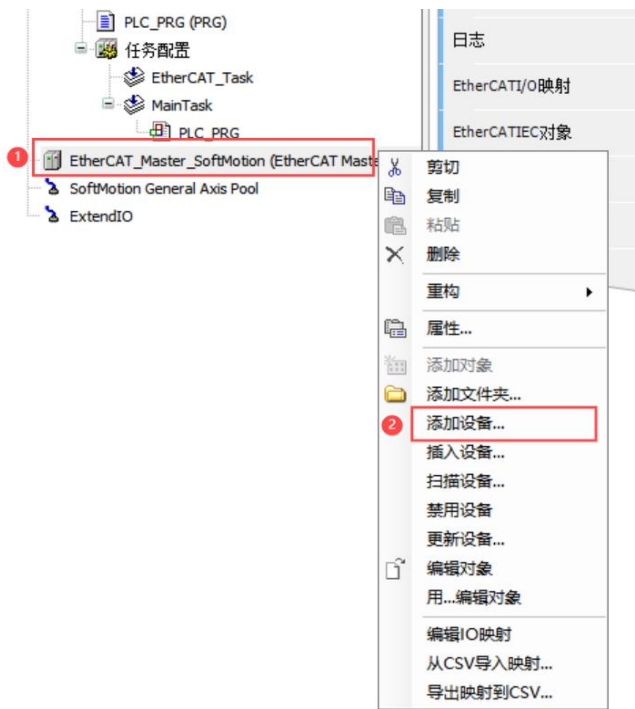 PLC_PRG (PRG)
任务配置
EtherCAT_Task
MainTask
PLC_PRG
1
EtherCAT_Master_SoftMotion (EtherCAT Maste
SoftMotion General Axis Pool
ExtendIO
日志
EtherCATI/O映射
EtherCATIEC对象
剪切
复制
粘贴
删除
重构
属性...
添加对象
添加文件夹...
2
添加设备...
插入设备...
扫描设备...
禁用设备
更新设备...
编辑对象
用...编辑对象
编辑IO映射
从CSV导入映射...
导出映射到CSV...